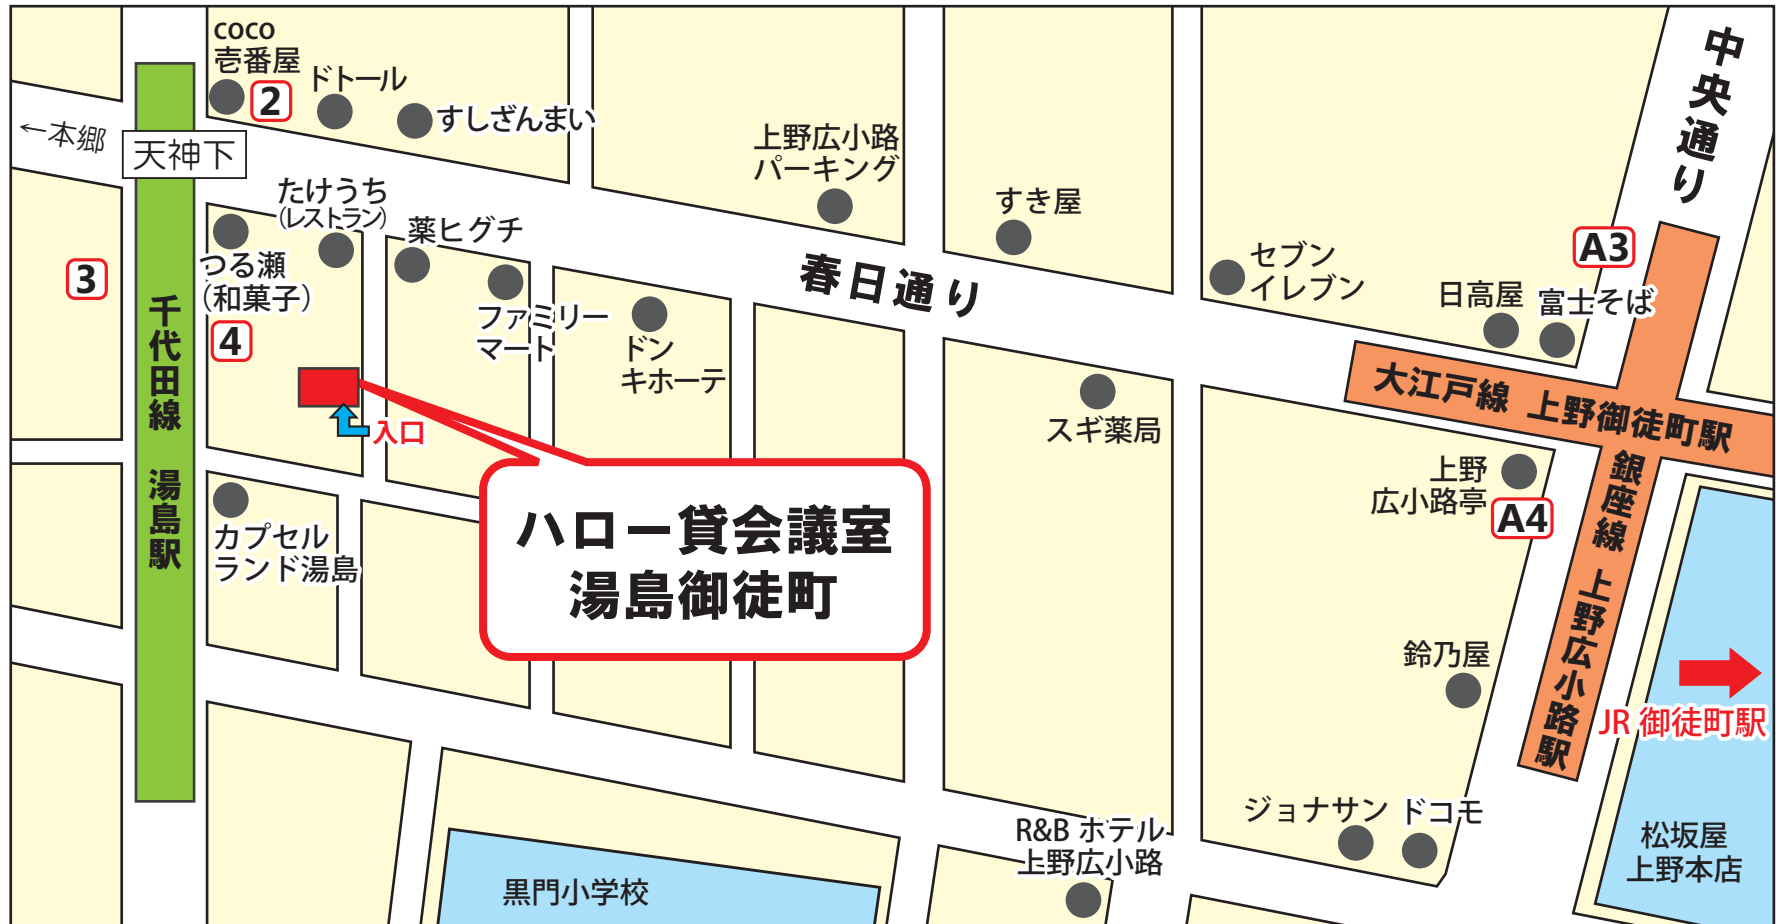 coco
壱番屋
2
ドトール
すしざんまい
←本郷
天神下
上野広小路
パーキング
すき屋
中央通り
たけうち
(レストラン)
薬ヒグチ
つる瀬
(和菓子)
3
4
ファミリー
マート
ドン
キホーテ
春日通り
セブン
イレブン
A3
日高屋
富士そば
千代田線 湯島駅
入口
スギ薬局
大江戸線 上野御徒町駅
上野
広小路亭
A4
銀座線 上野広小路駅
ハロー貸会議室
湯島御徒町
カプセル
ランド湯島
鈴乃屋
JR 御徒町駅
ジョナサン
ドコモ
R&B ホテル
上野広小路
松坂屋
上野本店
黒門小学校